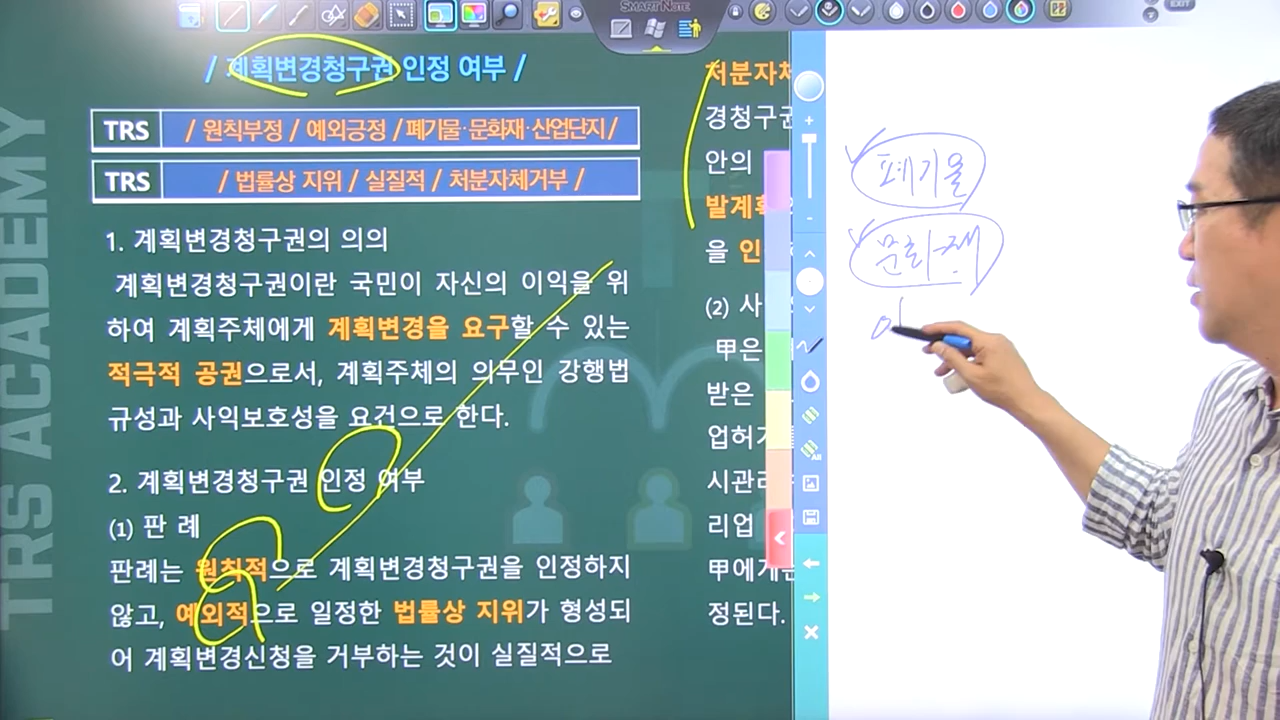 SMART NOTE
EXIT
/ 계획변경청구권 인정 여부 /
TRS / 원칙부정 / 예외긍정 / 폐기물·문화재·산업단지 /
TRS / 법률상 지위 / 실질적 / 처분자체거부 /
1. 계획변경청구권의 의의
계획변경청구권이란 국민이 자신의 이익을 위
하여 계획주체에게 계획변경을 요구할 수 있는
적극적 공권으로서, 계획주체의 의무인 강행법
규성과 사익보호성을 요건으로 한다.
2. 계획변경청구권 인정 여부
(1) 판 례
판례는 원칙적으로 계획변경청구권을 인정하지
않고, 예외적으로 일정한 법률상 지위가 형성되
어 계획변경신청을 거부하는 것이 실질적으로
처분자체
경청구권
안의
발계획
을 인
(2) 사
甲은
받은
업허가
시관리
리업
甲에게는
정된다.
폐기물
문화재
TRS ACADEMY
All